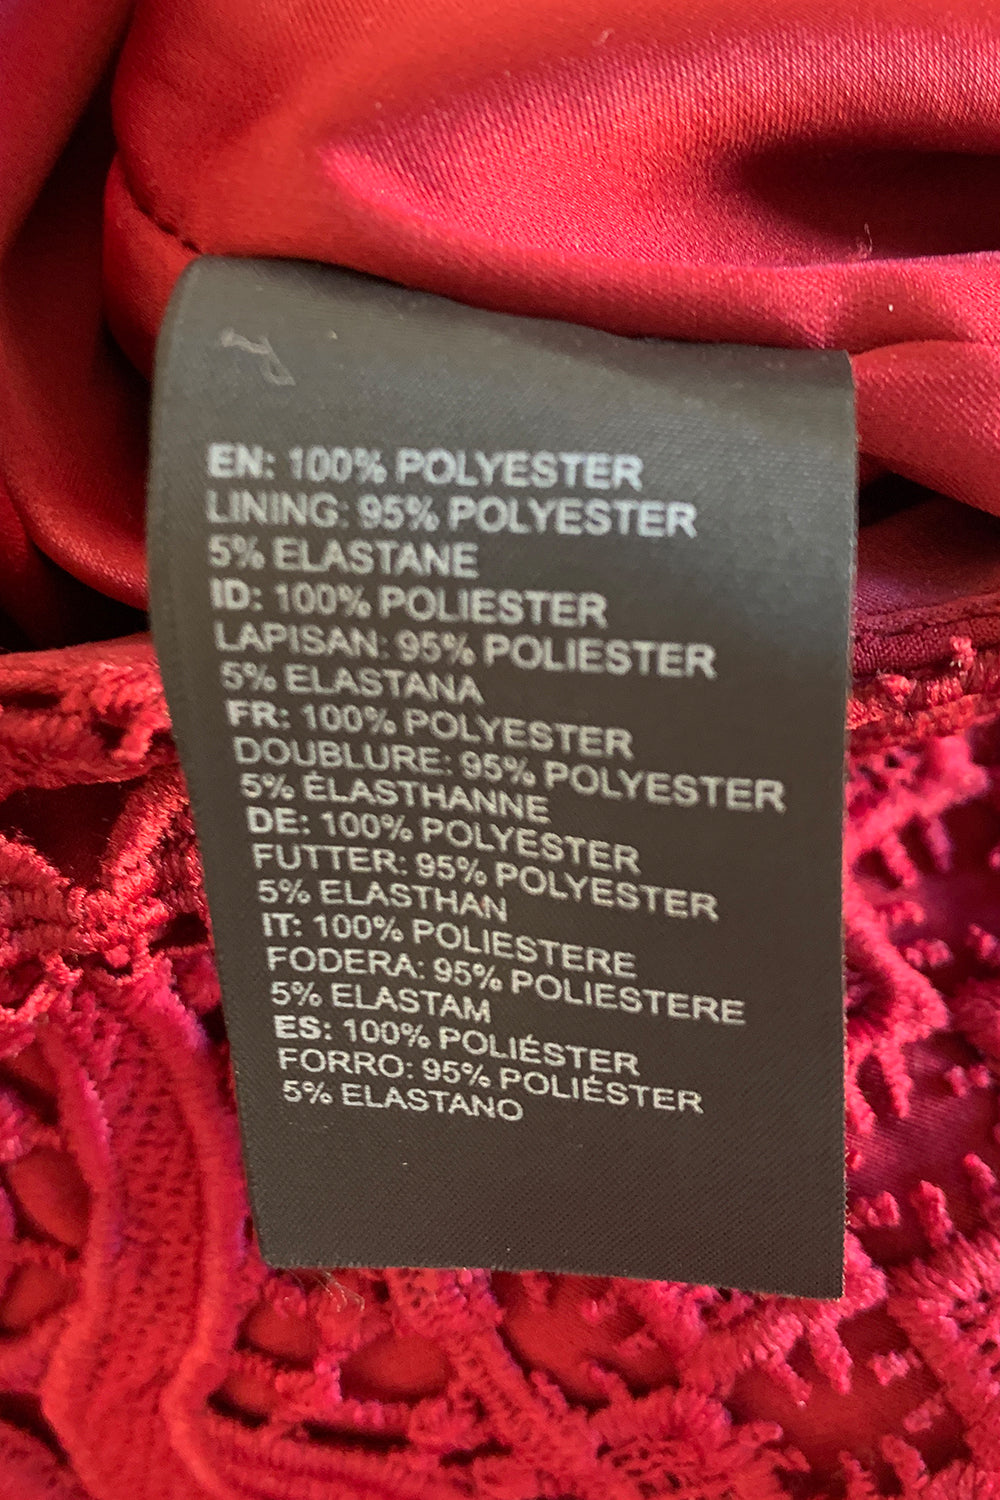 EN: 100% POLYESTER
LINING: 95% POLYESTER
5% ELASTANE
ID: 100% POLIESTER
LAPISAN: 95% POLIESTER
5% ELASTANA
FR: 100% POLYESTER
DOUBLURE: 95% POLYESTER
5% ÉLASTHANNE
DE: 100% POLYESTER
FUTTER: 95% POLYESTER
5% ELASTHAN
IT: 100% POLIESTERE
FODERA: 95% POLIESTERE
5% ELASTAM
ES: 100% POLIÉSTER
FORRO: 95% POLIÉSTER
5% ELASTANO